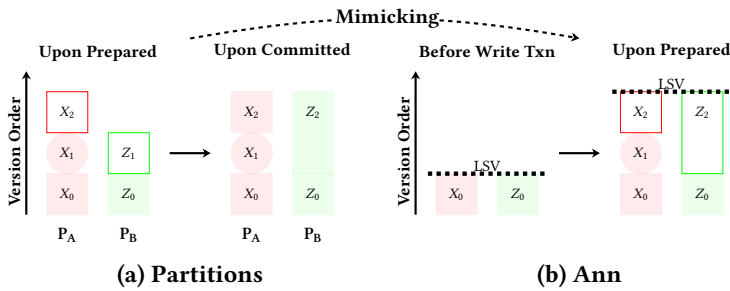 Mimicking
Upon Prepared
Upon Committed
Before Write Txn
Upon Prepared
Version Order
X2
X1
X0
Z1
Z0
PA
PB
X2
X1
X0
Z2
Z0
PA
PB
Version Order
LSV
X0
Z0
LSV
X2
X1
X0
Z2
Z0
(a) Partitions
(b) Ann